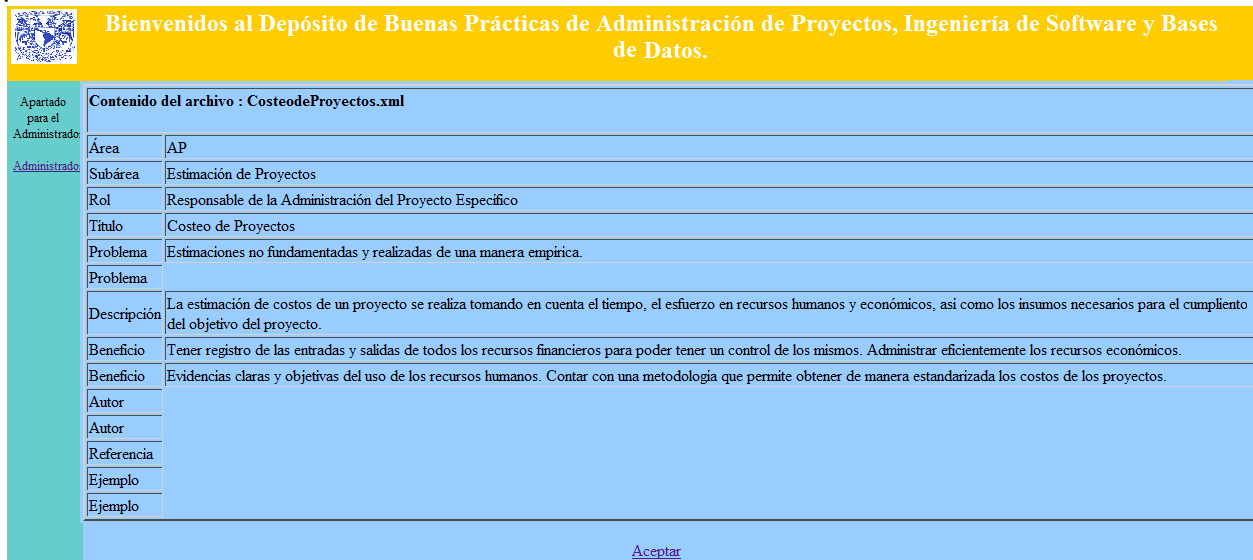 Bienvenidos al Depósito de Buenas Prácticas de Administración de Proyectos, Ingeniería de Software y Bases
de Datos.
Apartado
para el
Administrado
Administrado
Contenido del archivo : CosteodeProyectos.xml
Área AP
Subárea Estimación de Proyectos
Rol Responsable de la Administración del Proyecto Específico
Título Costeo de Proyectos
Problema Estimaciones no fundamentadas y realizadas de una manera empirica.
Problema
Descripción La estimación de costos de un proyecto se realiza tomando en cuenta el tiempo, el esfuerzo en recursos humanos y económicos, asi como los insumos necesarios para el cumpliento
del objetivo del proyecto.
Beneficio Tener registro de las entradas y salidas de todos los recursos financieros para poder tener un control de los mismos. Administrar eficientemente los recursos económicos.
Beneficio Evidencias claras y objetivas del uso de los recursos humanos. Contar con una metodologia que permite obtener de manera estandarizada los costos de los proyectos.
Autor
Autor
Referencia
Ejemplo
Ejemplo
Aceptar